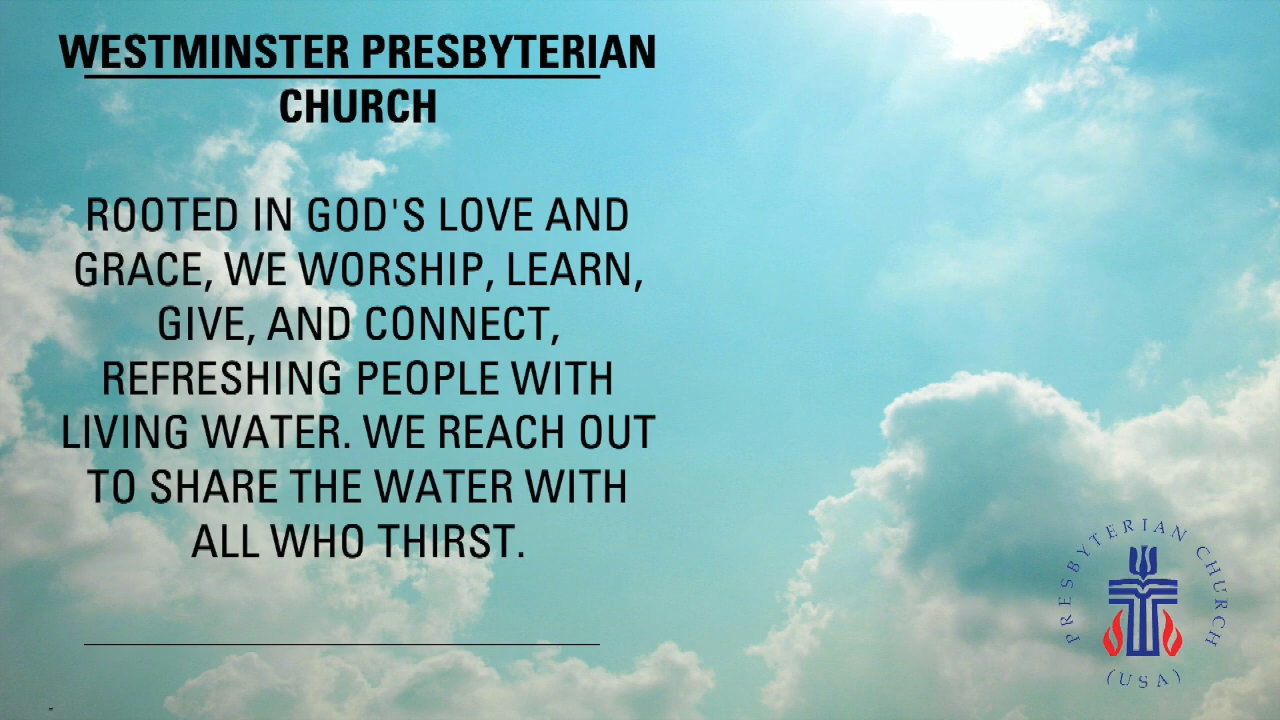 WESTMINSTER PRESBYTERIAN
CHURCH
ROOTED IN GOD'S LOVE AND
GRACE, WE WORSHIP, LEARN,
GIVE, AND CONNECT,
REFRESHING PEOPLE WITH
LIVING WATER. WE REACH OUT
TO SHARE THE WATER WITH
ALL WHO THIRST.
PRESBYTERIAN CHURCH
(USA)